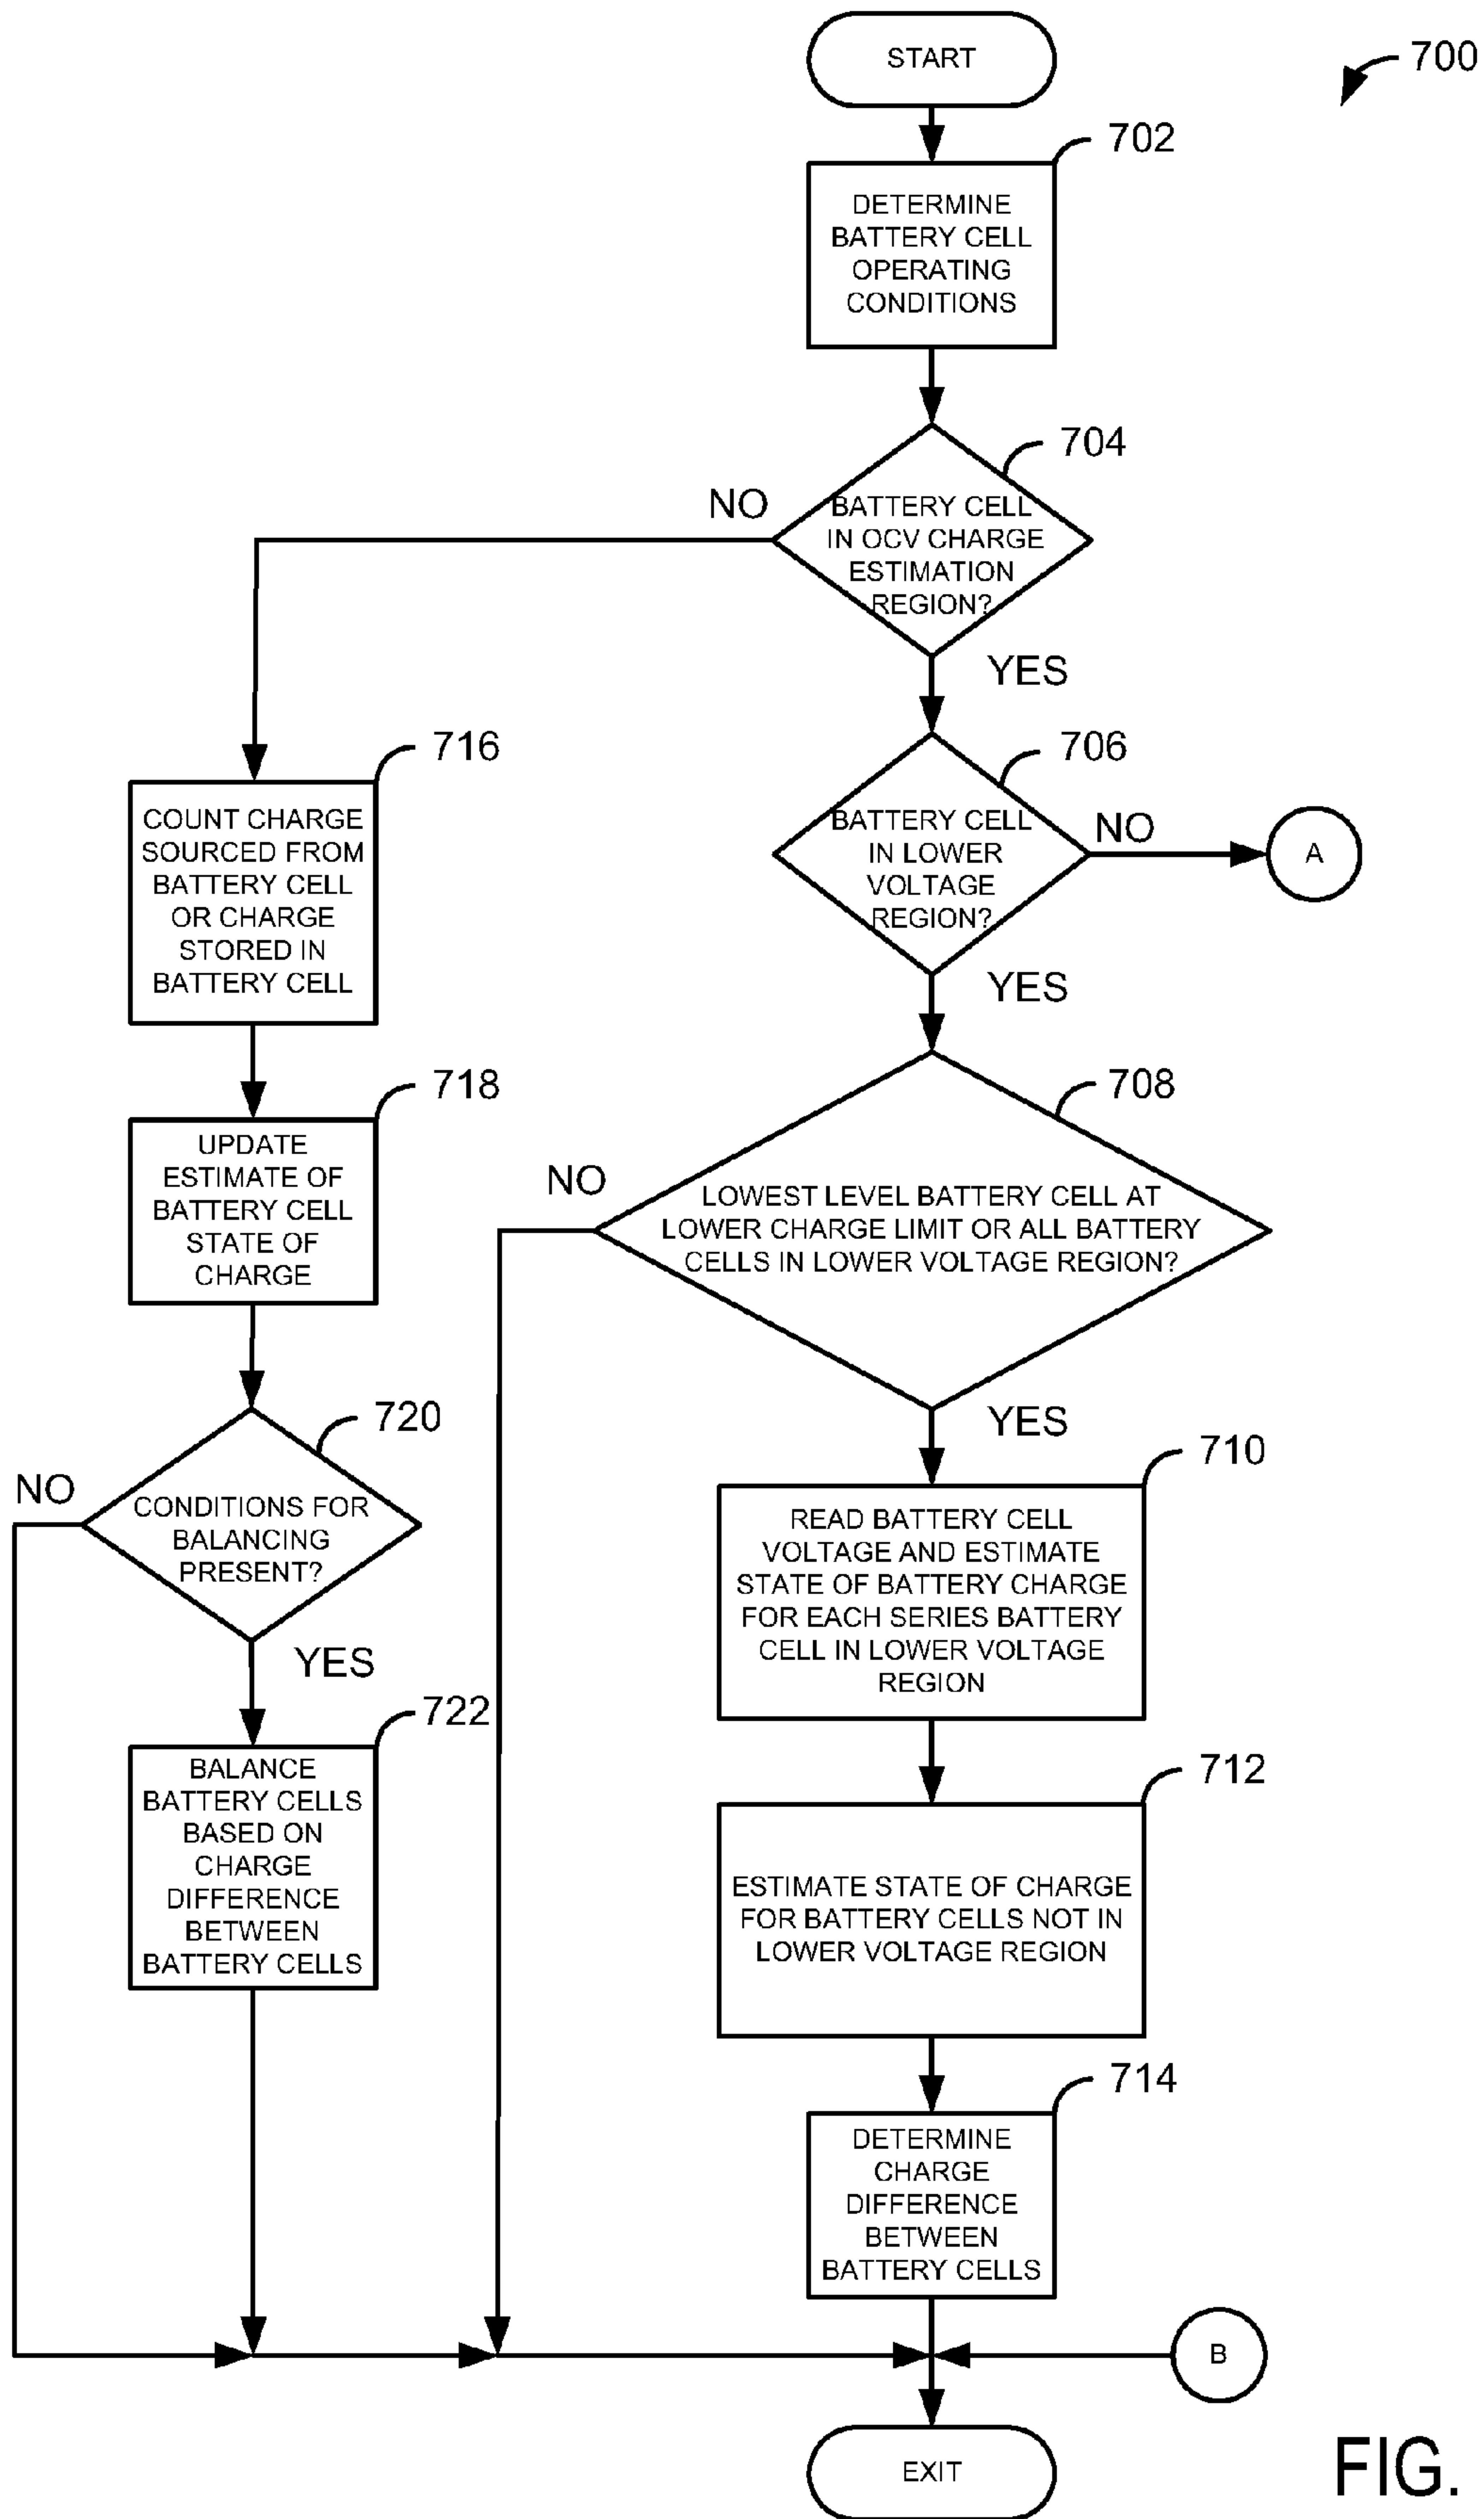 START
700
702
DETERMINE
BATTERY CELL
OPERATING
CONDITIONS
704
NO
BATTERY CELL
IN OCV CHARGE
ESTIMATION
REGION?
YES
716
706
COUNT CHARGE
SOURCED FROM
BATTERY CELL
OR CHARGE
STORED IN
BATTERY CELL
BATTERY CELL
IN LOWER
VOLTAGE
REGION?
NO
A
YES
718
708
UPDATE
ESTIMATE OF
BATTERY CELL
STATE OF
CHARGE
NO
LOWEST LEVEL BATTERY CELL AT
LOWER CHARGE LIMIT OR ALL BATTERY
CELLS IN LOWER VOLTAGE REGION?
YES
720
710
NO
CONDITIONS FOR
BALANCING
PRESENT?
YES
READ BATTERY CELL
VOLTAGE AND ESTIMATE
STATE OF BATTERY CHARGE
FOR EACH SERIES BATTERY
CELL IN LOWER VOLTAGE
REGION
722
712
BALANCE
BATTERY CELLS
BASED ON
CHARGE
DIFFERENCE
BETWEEN
BATTERY CELLS
ESTIMATE STATE OF CHARGE
FOR BATTERY CELLS NOT IN
LOWER VOLTAGE REGION
714
DETERMINE
CHARGE
DIFFERENCE
BETWEEN
BATTERY CELLS
B
EXIT
FIG.